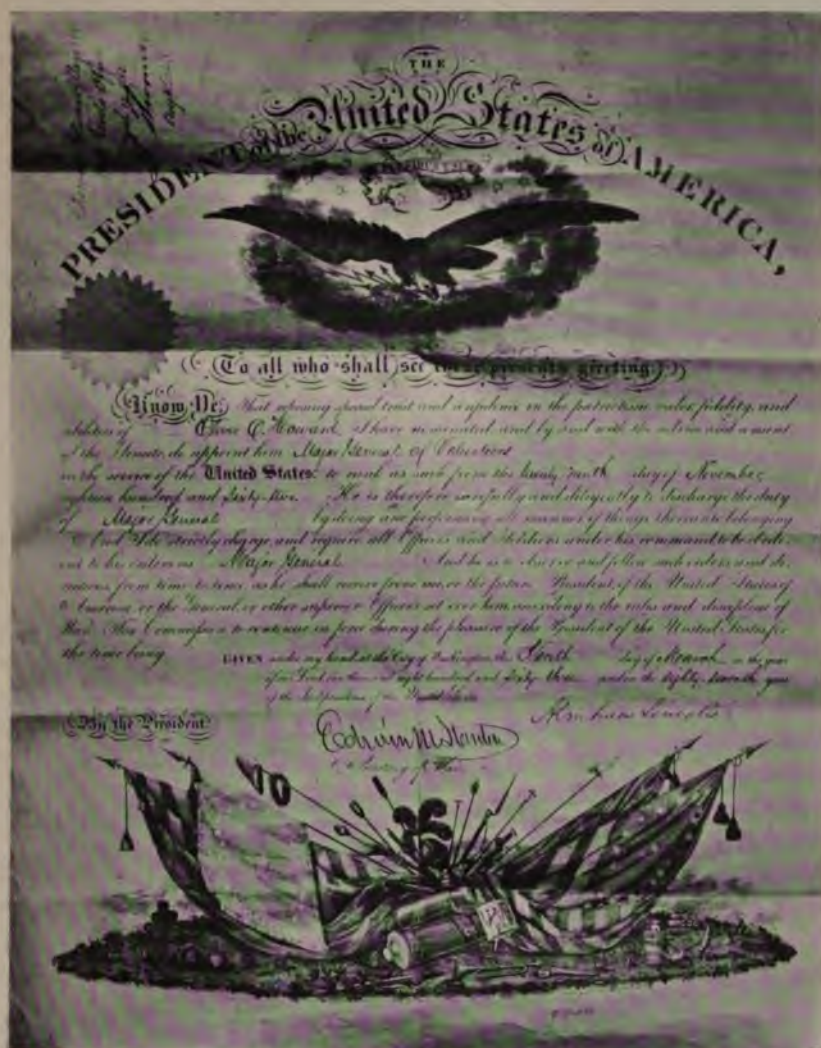 THE
United States
PRESIDENT of the of AMERICA,
To all who shall see these presents greeting:
Know Ye, That reposing special trust and confidence in the patriotism, valor, fidelity, and
abilities of Oliver O. Howard I have nominated, and by and with the advice and consent
of the Senate, do appoint him Major General of Volunteers
in the service of the United States: to rank as such from the twenty ninth day of November,
eighteen hundred and sixty two. He is therefore carefully and diligently to discharge the duty
of Major General by doing and performing all manner of things thereunto belonging
And I do strictly charge and require all Officers and Soldiers under his command to be obedi-
ent to his orders as Major General. And he is to observe and follow such orders and di-
rections from time to time, as he shall receive from me, or the future President of the United States of
America, or the General, or other superior Officers set over him, according to the rules and discipline of
War. This Commission to continue in force during the pleasure of the President of the United States for
the time being.
GIVEN under my hand at the City of Washington, this Tenth day of March in the year
of our Lord one thousand eight hundred and Sixty three and in the Eighty seventh year
of the Independence of the United States.
By the President
Abraham Lincoln
Edwin M Stanton
Secretary of War